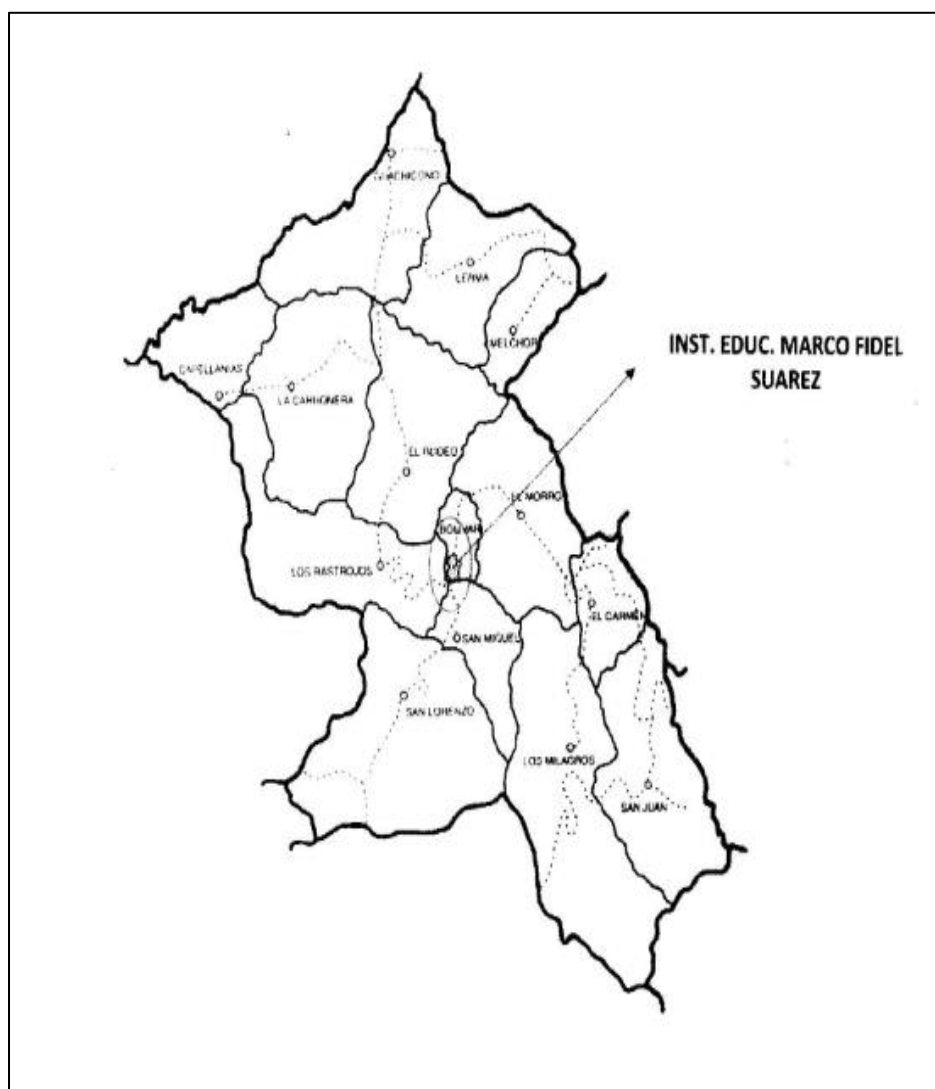 GUACHICONO
LERMA
MELCHOR
INST. EDUC. MARCO FIDEL
SUAREZ
CAPELLANIAS
LA CARBONERA
EL RODEO
EL MORRO
BOLIVAR
LOS RASTROJOS
EL CARMEN
SAN MIGUEL
SAN LORENZO
LOS MILAGROS
SAN JUAN